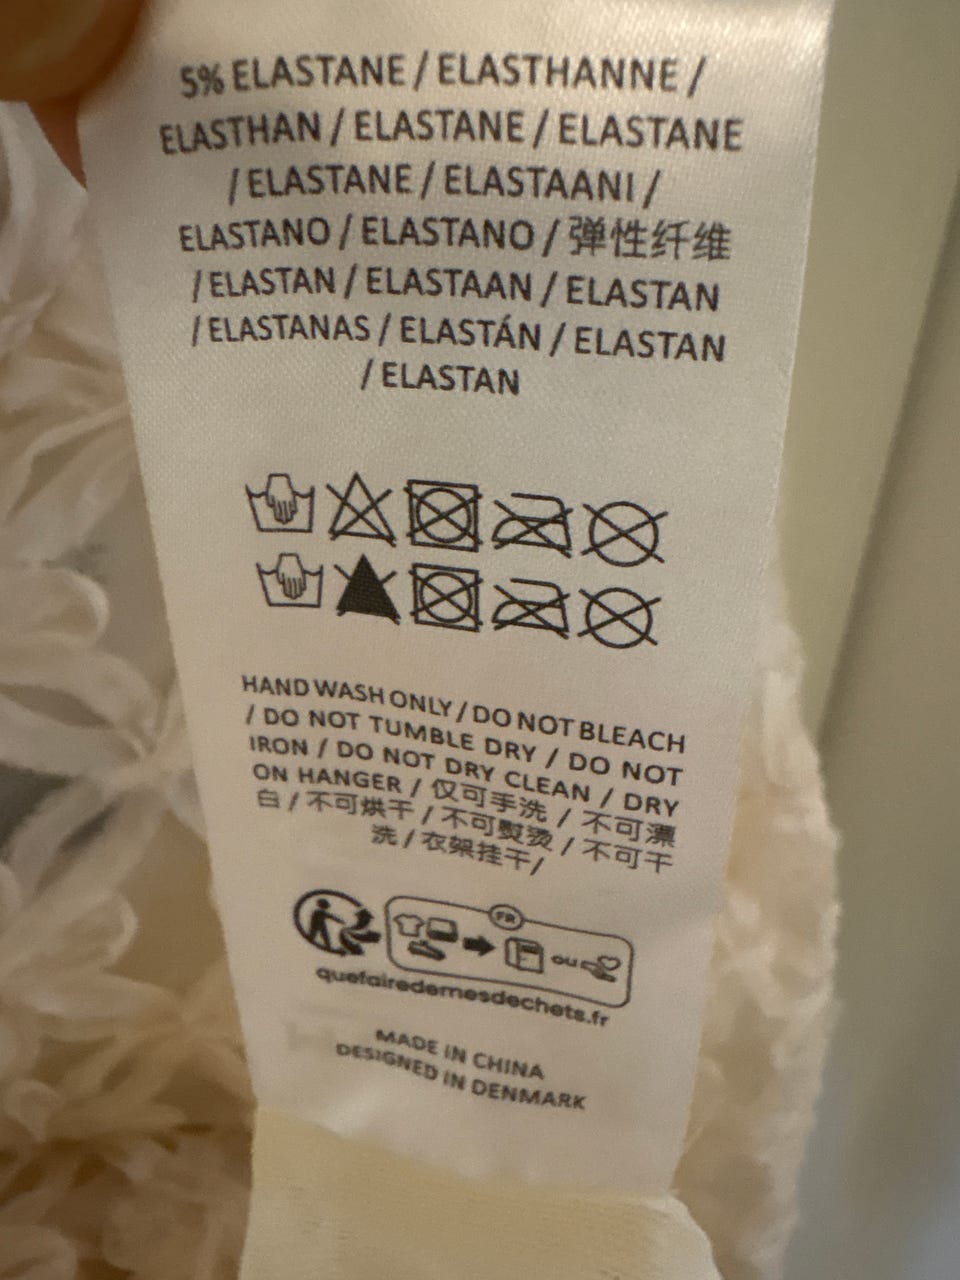 5% ELASTANE / ELASTHANNE /
ELASTHAN / ELASTANE / ELASTANE
/ ELASTANE / ELASTAANI /
ELASTANO / ELASTANO / 弹性纤维
/ ELASTAN / ELASTAAN / ELASTAN
/ ELASTANAS / ELASTÁN / ELASTAN
/ ELASTAN
HAND WASH ONLY / DO NOT BLEACH
/ DO NOT TUMBLE DRY / DO NOT
IRON / DO NOT DRY CLEAN / DRY
ON HANGER / 仅可手洗 / 不可漂
白 / 不可烘干 / 不可熨烫 / 不可干
洗 / 衣架挂干/
FR
ou
quefairedemesdechets.fr
MADE IN CHINA
DESIGNED IN DENMARK